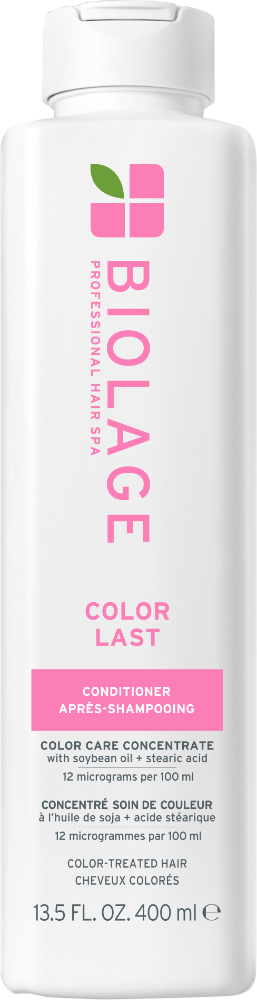 BIOLAGE
PROFESSIONAL HAIR SPA
COLOR
LAST
CONDITIONER
APRÈS-SHAMPOOING
COLOR CARE CONCENTRATE
with soybean oil + stearic acid
12 micrograms per 100 ml
CONCENTRÉ SOIN DE COULEUR
à l'huile de soja + acide stéarique
12 microgrammes par 100 ml
COLOR-TREATED HAIR
CHEVEUX COLORÉS
13.5 FL. OZ. 400 ml ℮